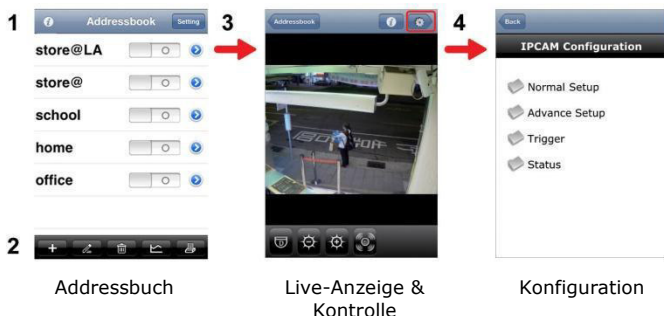 1
Addressbook
Setting
store@LA
store@
school
home
office
2
Addressbuch
3
Addressbook
Live-Anzeige &
Kontrolle
4
Back
IPCAM Configuration
Normal Setup
Advance Setup
Trigger
Status
Konfiguration